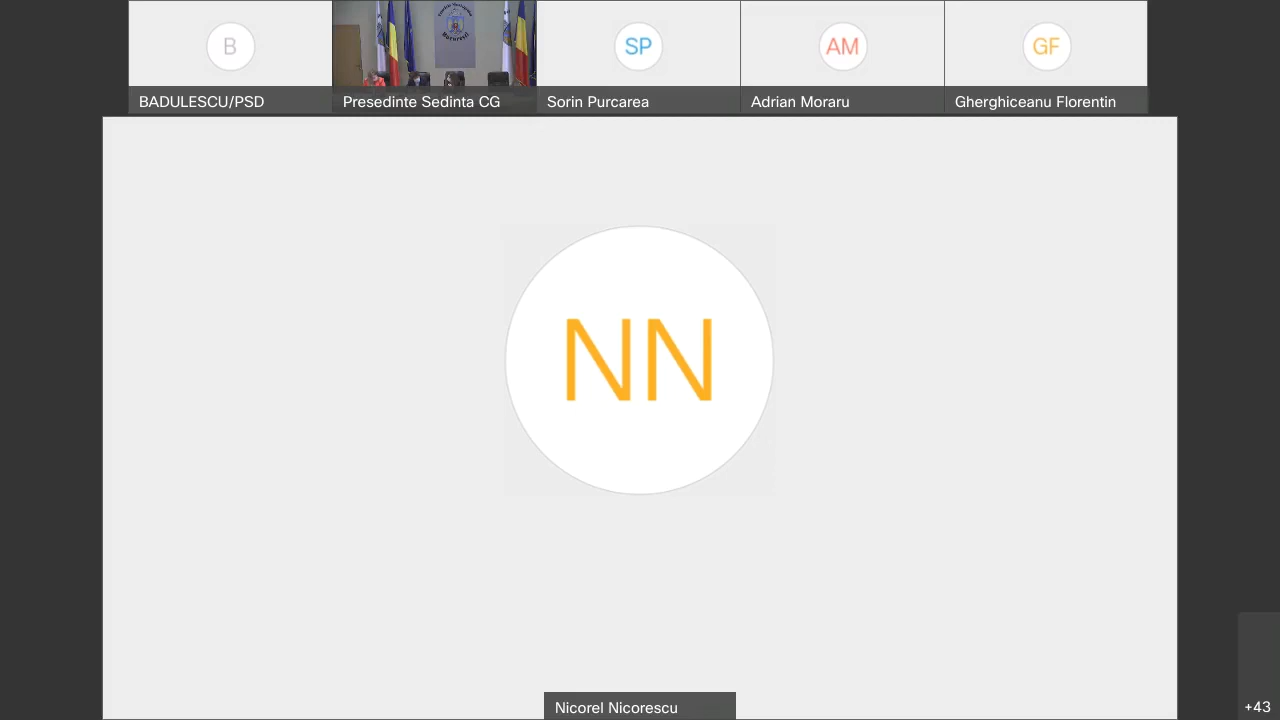 B
SP
AM
GF
BADULESCU/PSD
Presedinte Sedinta CG
Sorin Purcarea
Adrian Moraru
Gherghiceanu Florentin
NN
Nicorel Nicorescu
+43